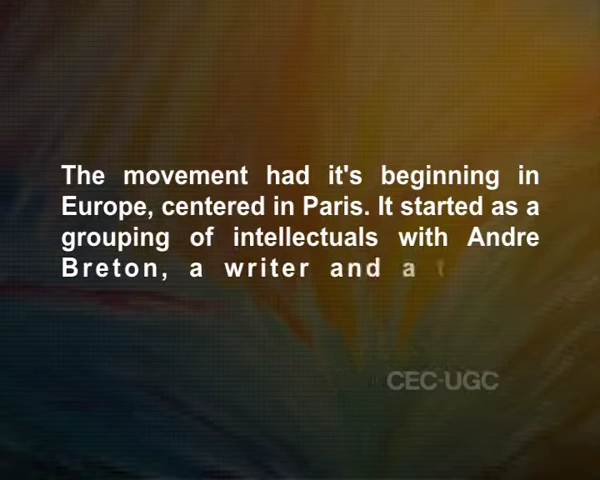 The movement had it's beginning in
Europe, centered in Paris. It started as a
grouping of intellectuals with Andre
Breton, a writer and a t
CEC-UGC